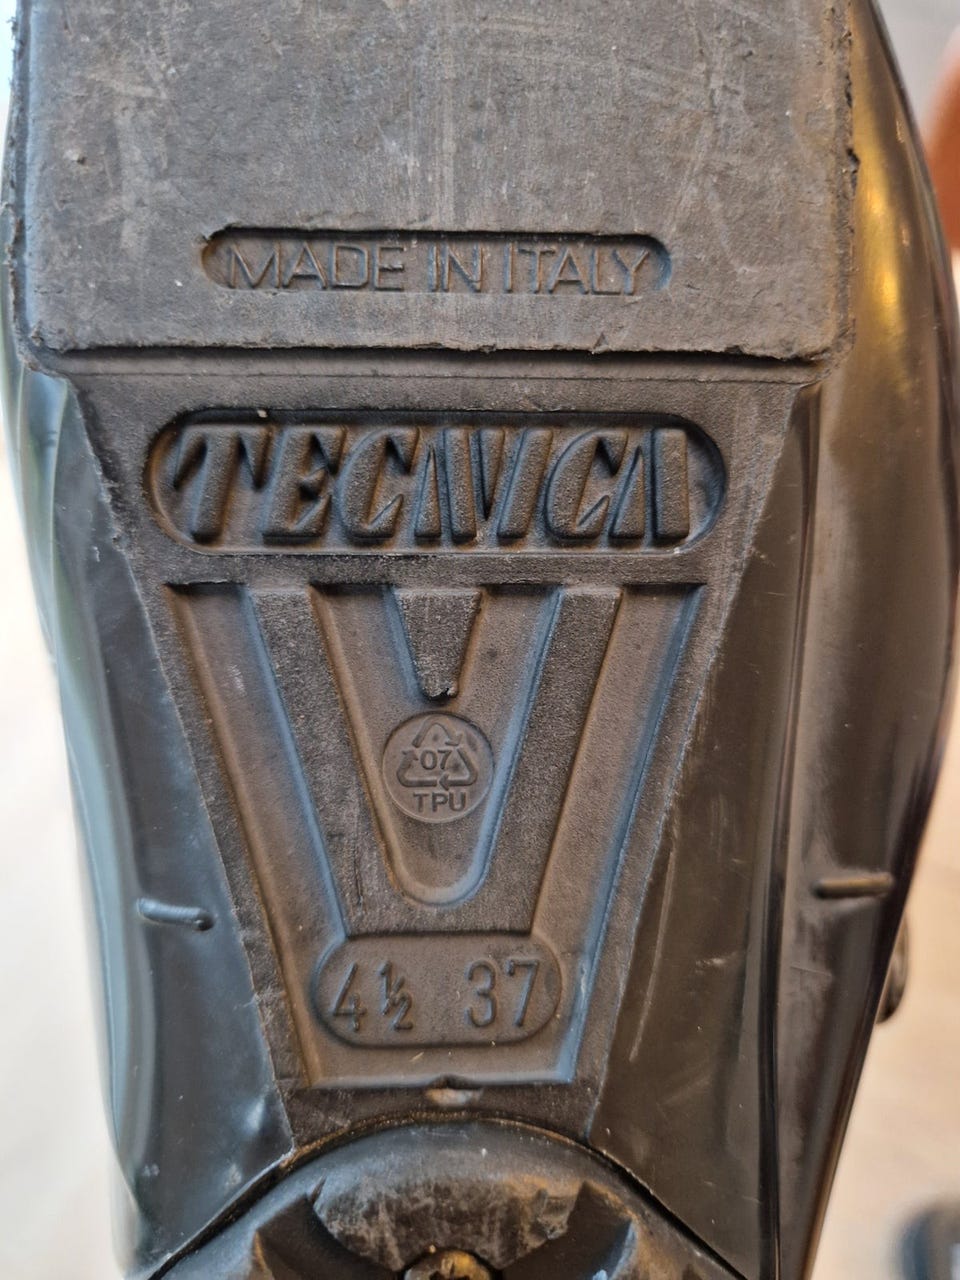 MADE IN ITALY
TECNICA
07
TPU
4½ 37